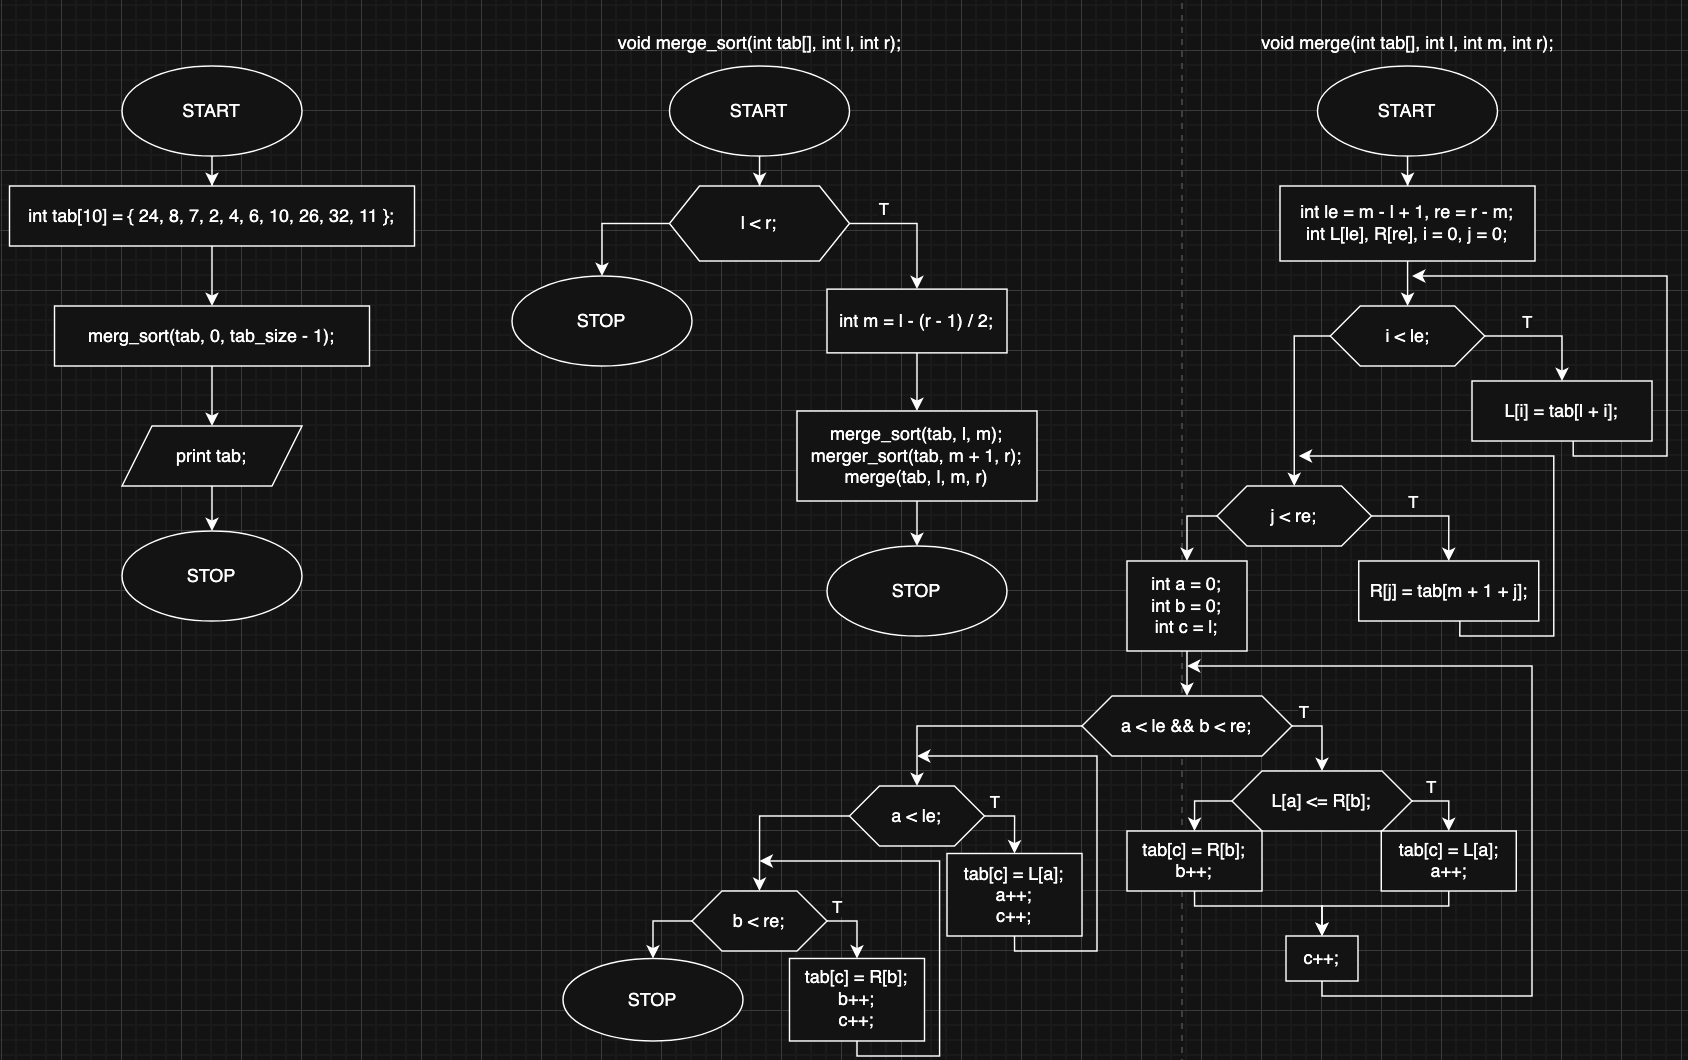 START
int tab[10] = { 24, 8, 7, 2, 4, 6, 10, 26, 32, 11 };
merg_sort(tab, 0, tab_size - 1);
print tab;
STOP
void merge_sort(int tab[], int l, int r);
START
l < r;
T
STOP
int m = l - (r - 1) / 2;
merge_sort(tab, l, m);
merger_sort(tab, m + 1, r);
merge(tab, l, m, r)
STOP
void merge(int tab[], int l, int m, int r);
START
int le = m - l + 1, re = r - m;
int L[le], R[re], i = 0, j = 0;
i < le;
T
L[i] = tab[l + i];
j < re;
T
R[j] = tab[m + 1 + j];
int a = 0;
int b = 0;
int c = l;
a < le && b < re;
T
L[a] <= R[b];
T
tab[c] = R[b];
b++;
tab[c] = L[a];
a++;
c++;
a < le;
T
tab[c] = L[a];
a++;
c++;
b < re;
T
tab[c] = R[b];
b++;
c++;
STOP